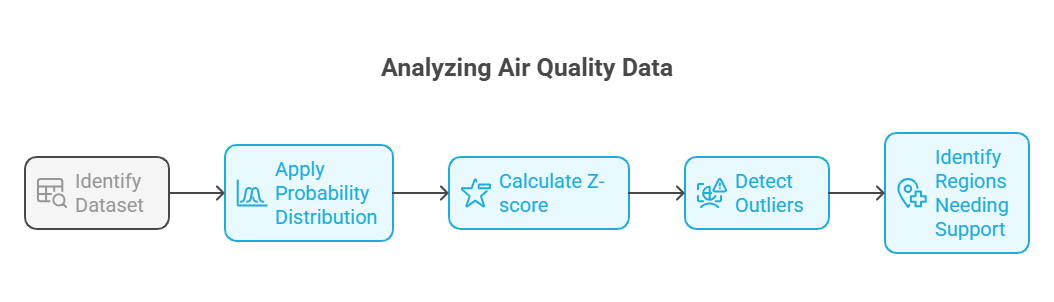 Analyzing Air Quality Data
Identify
Dataset
Apply
Probability
Distribution
Calculate Z-
score
Detect
Outliers
Identify
Regions
Needing
Support